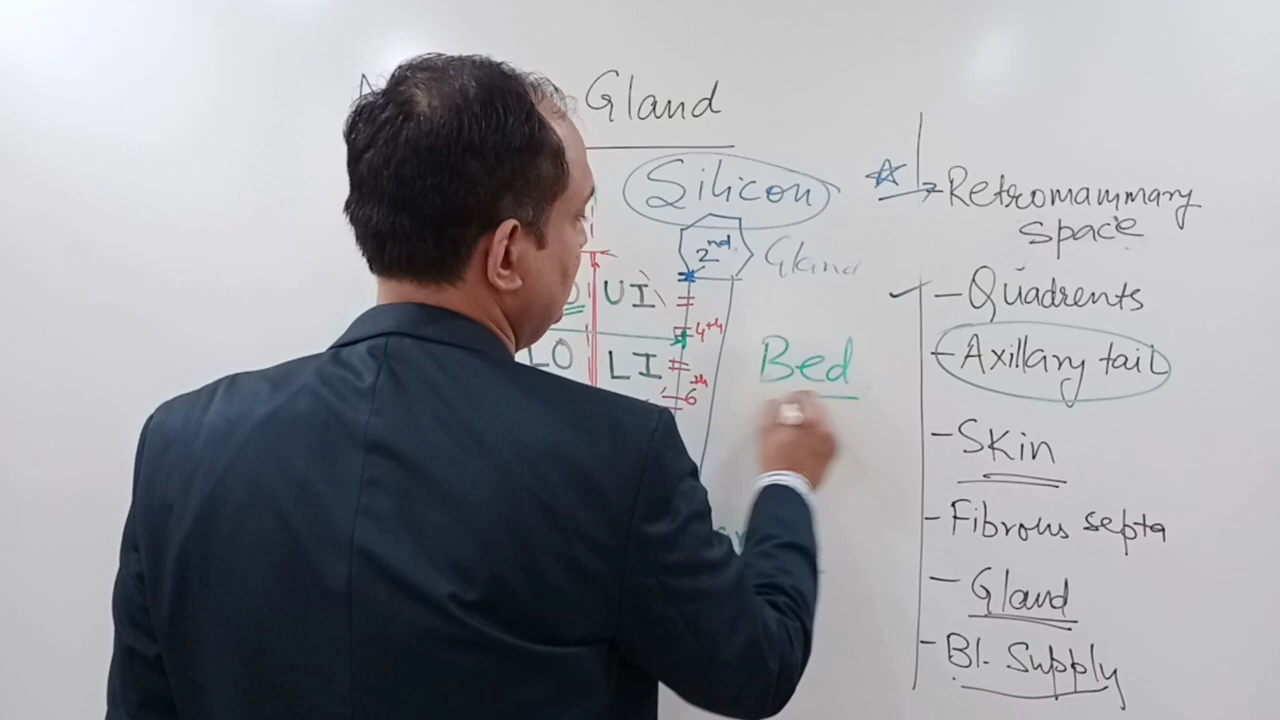 Gland
Silicon
Retromammary
space
2nd
Gland
UI
Quadrents
4th
Bed
Axillary tail
LO LI
6th
Skin
Fibrous septa
Gland
Bl. Supply